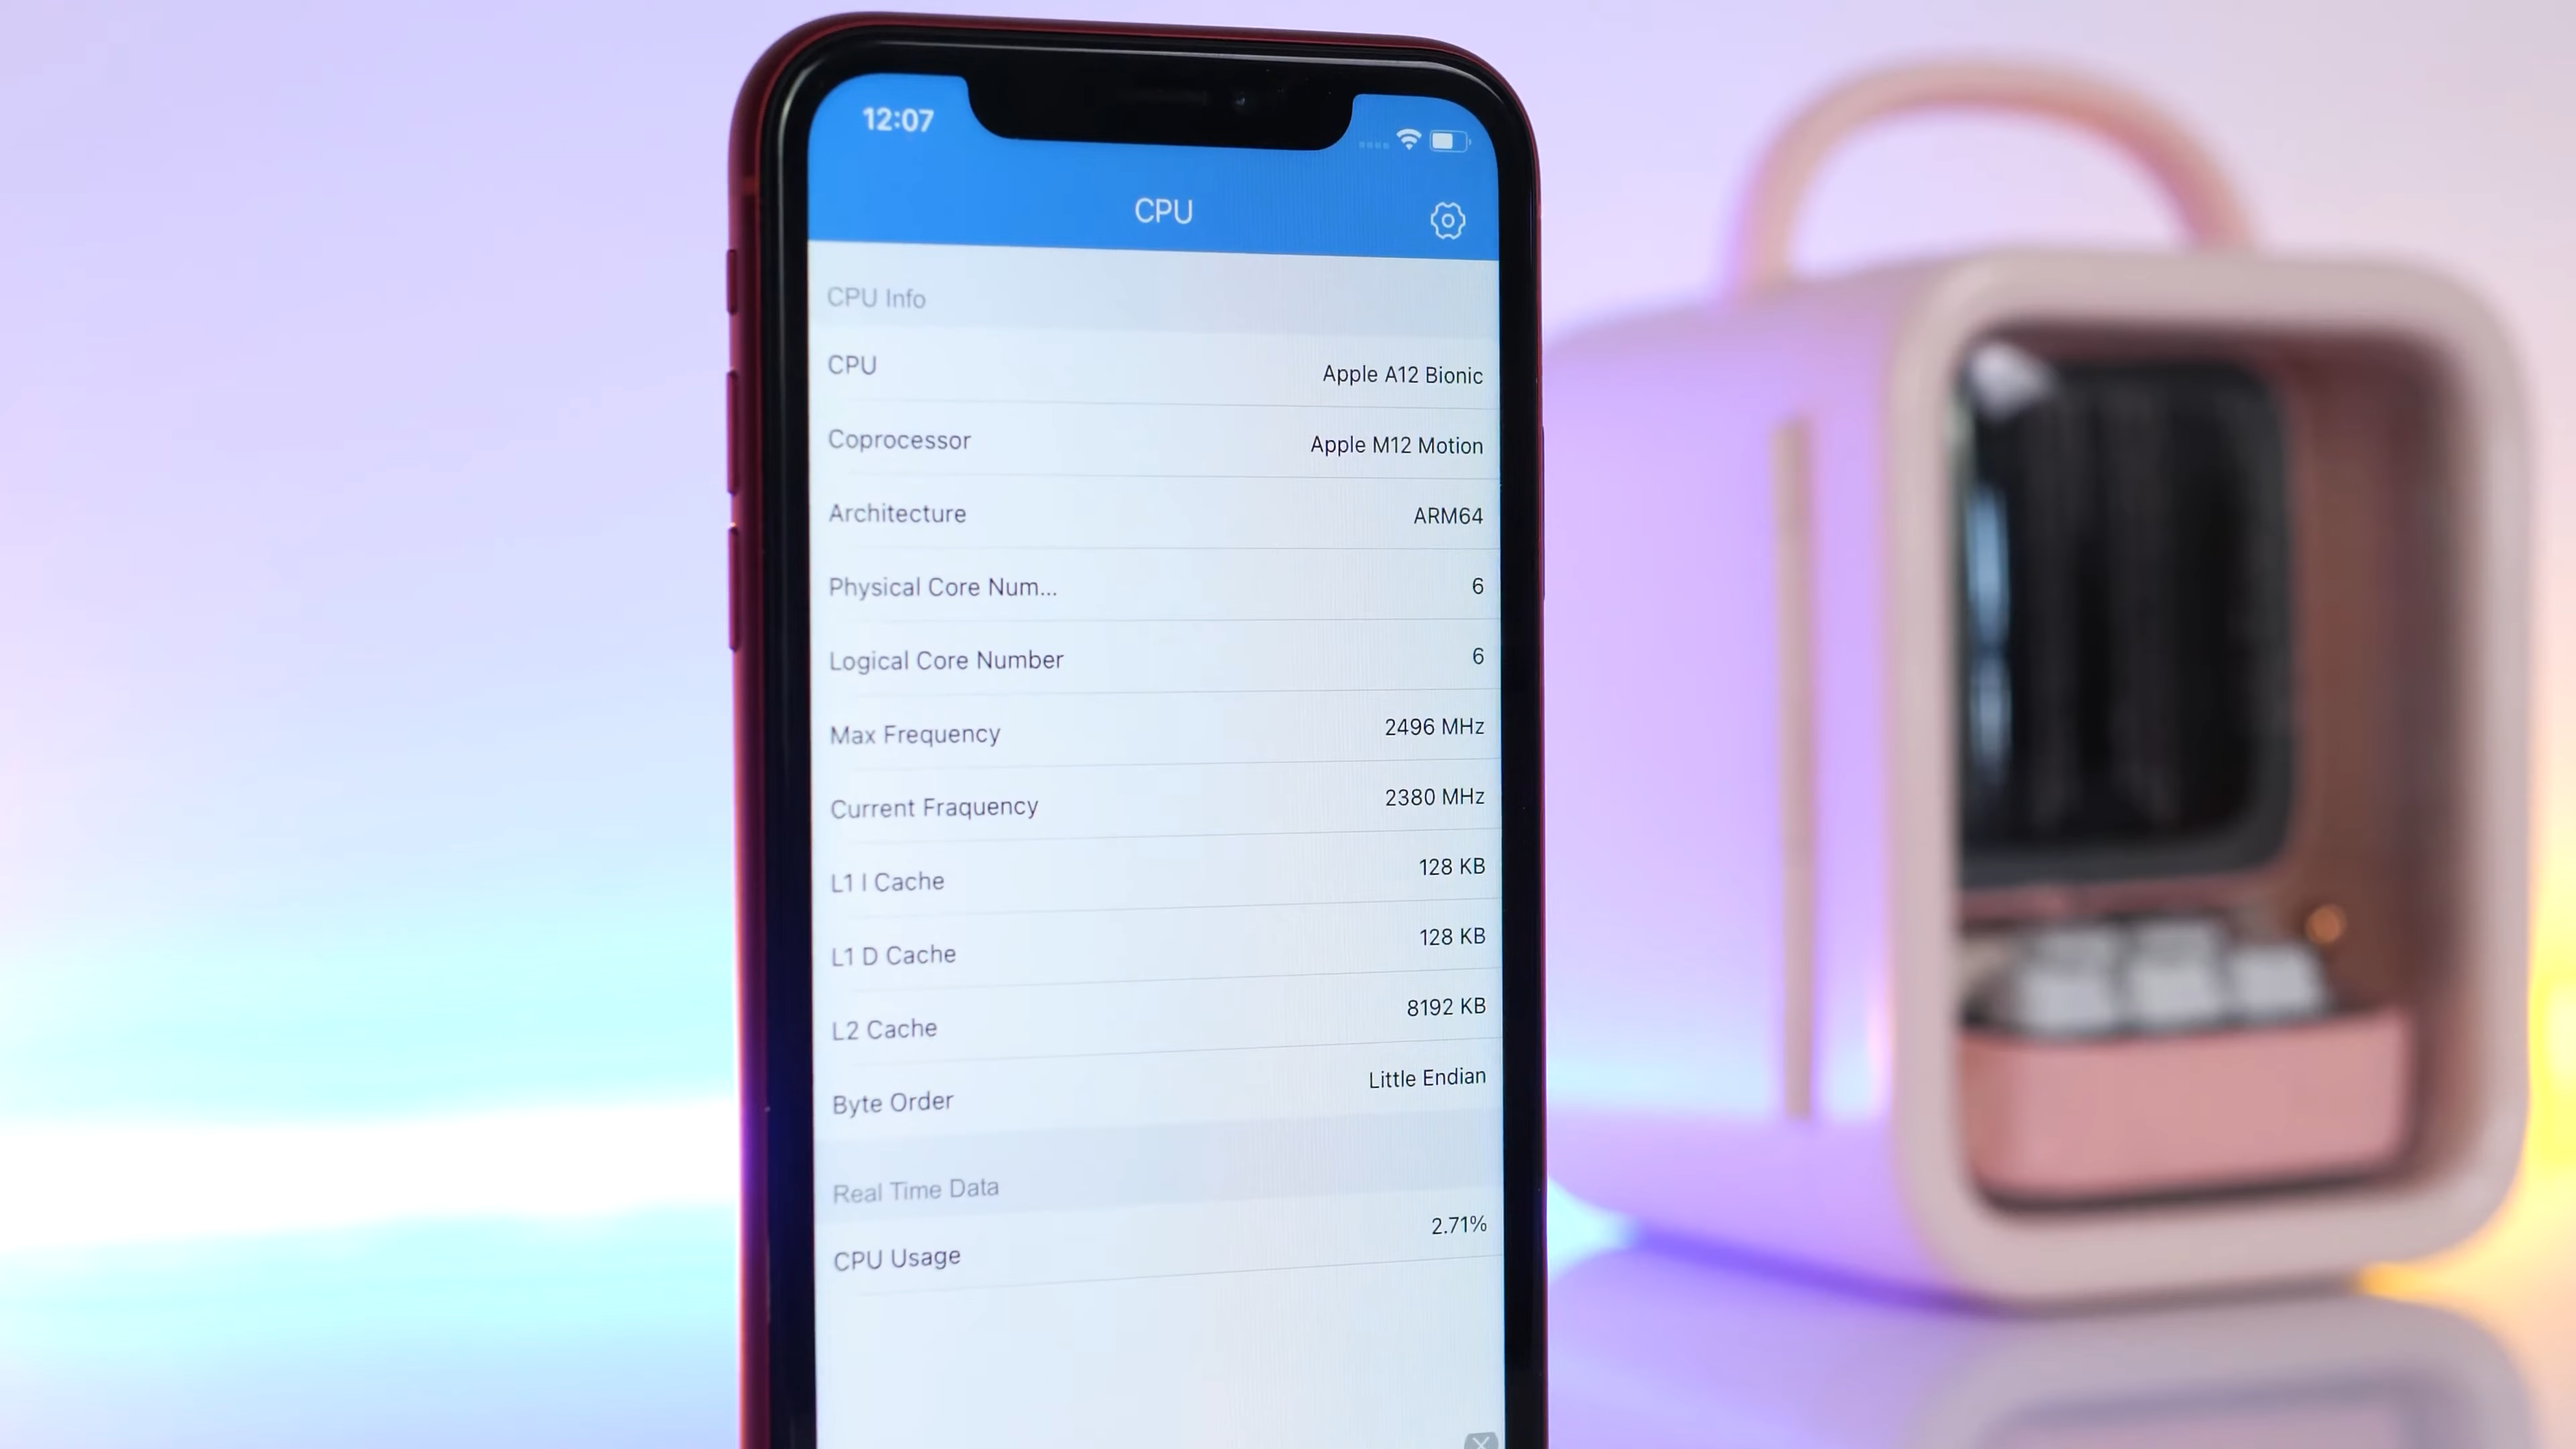 12:07
CPU
CPU Info
CPU Apple A12 Bionic
Coprocessor Apple M12 Motion
Architecture ARM64
Physical Core Num... 6
Logical Core Number 6
Max Frequency 2496 MHz
Current Fraquency 2380 MHz
L1 I Cache 128 KB
L1 D Cache 128 KB
L2 Cache 8192 KB
Byte Order Little Endian
Real Time Data
CPU Usage 2.71%